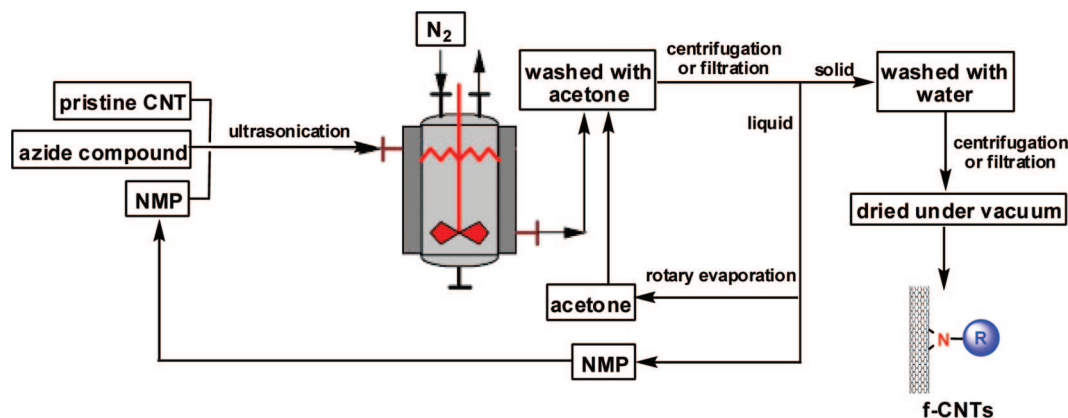 N2
pristine CNT
azide compound
NMP
ultrasonication
washed with
acetone
centrifugation
or filtration
solid
liquid
washed with
water
centrifugation
or filtration
dried under vacuum
rotary evaporation
acetone
NMP
N
R
f-CNTs